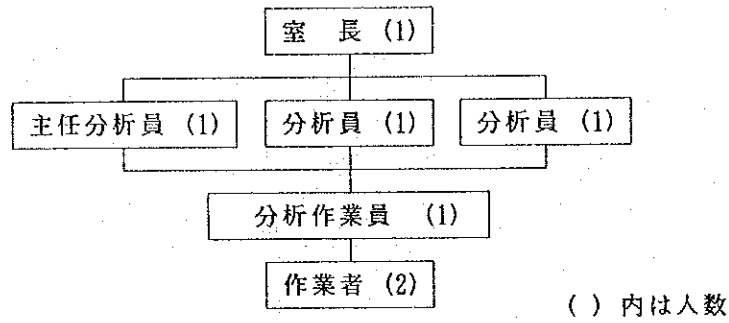 室 長 (1)
主任分析員 (1) 分析員 (1) 分析員 (1)
分析作業員 (1)
作業者 (2)
( ) 内は人数